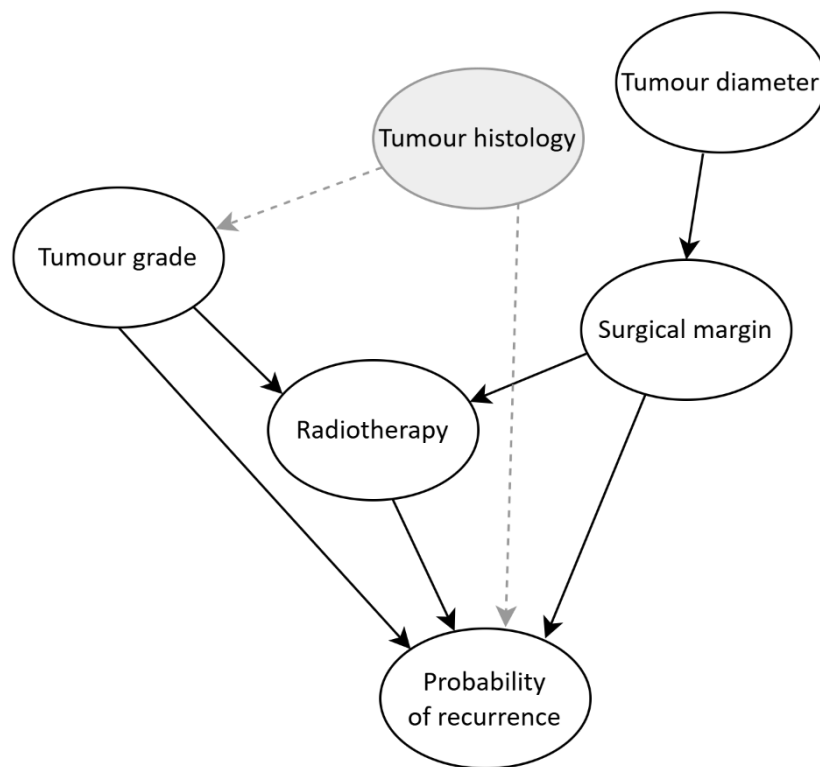 Tumour diameter
Tumour histology
Tumour grade
Surgical margin
Radiotherapy
Probability
of recurrence